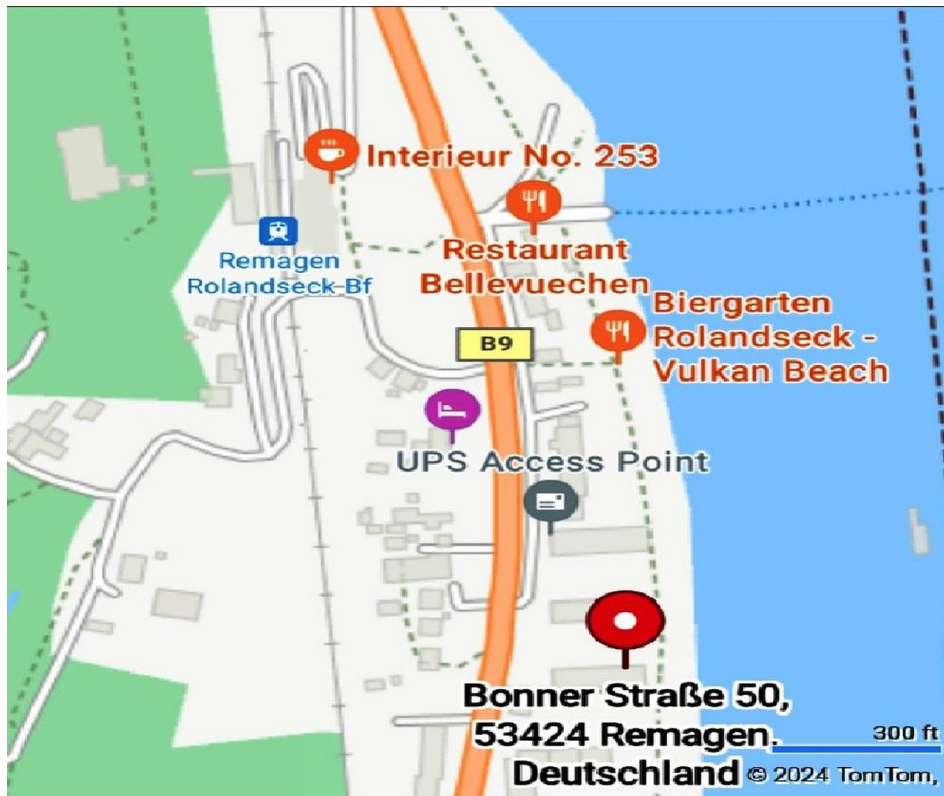 Interieur No. 253
Restaurant
Bellevuechen
Remagen
Rolandseck-Bf
Biergarten
Rolandseck -
Vulkan Beach
B9
UPS Access Point
Bonner Straße 50,
53424 Remagen.
Deutschland
300 ft
© 2024 TomTom,